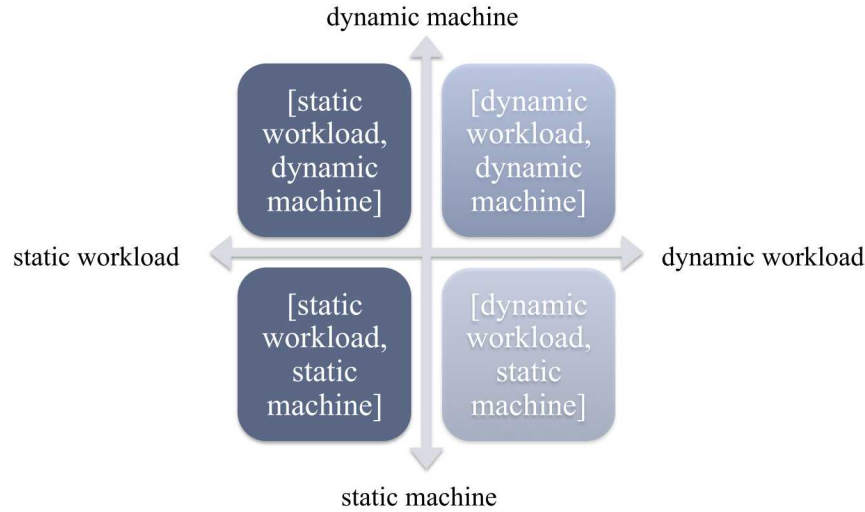 dynamic machine
[static
workload,
dynamic
machine]
[dynamic
workload,
dynamic
machine]
static workload
dynamic workload
[static
workload,
static
machine]
[dynamic
workload,
static
machine]
static machine